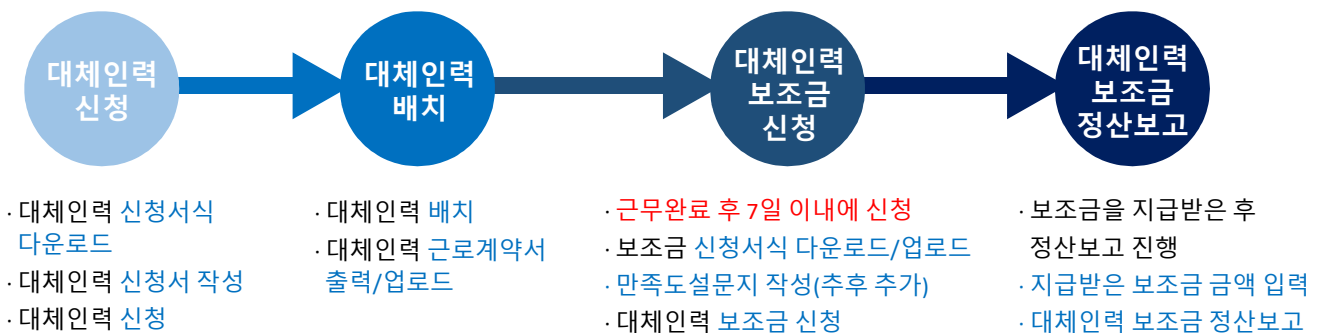 대체인력
신청
대체인력
배치
대체인력
보조금
신청
대체인력
보조금
정산보고
· 대체인력 신청서식
다운로드
· 대체인력 신청서 작성
· 대체인력 신청
· 대체인력 배치
· 대체인력 근로계약서
출력/업로드
· 근무완료 후 7일 이내에 신청
· 보조금 신청서식 다운로드/업로드
· 만족도설문지 작성(추후 추가)
· 대체인력 보조금 신청
· 보조금을 지급받은 후
정산보고 진행
· 지급받은 보조금 금액 입력
· 대체인력 보조금 정산보고